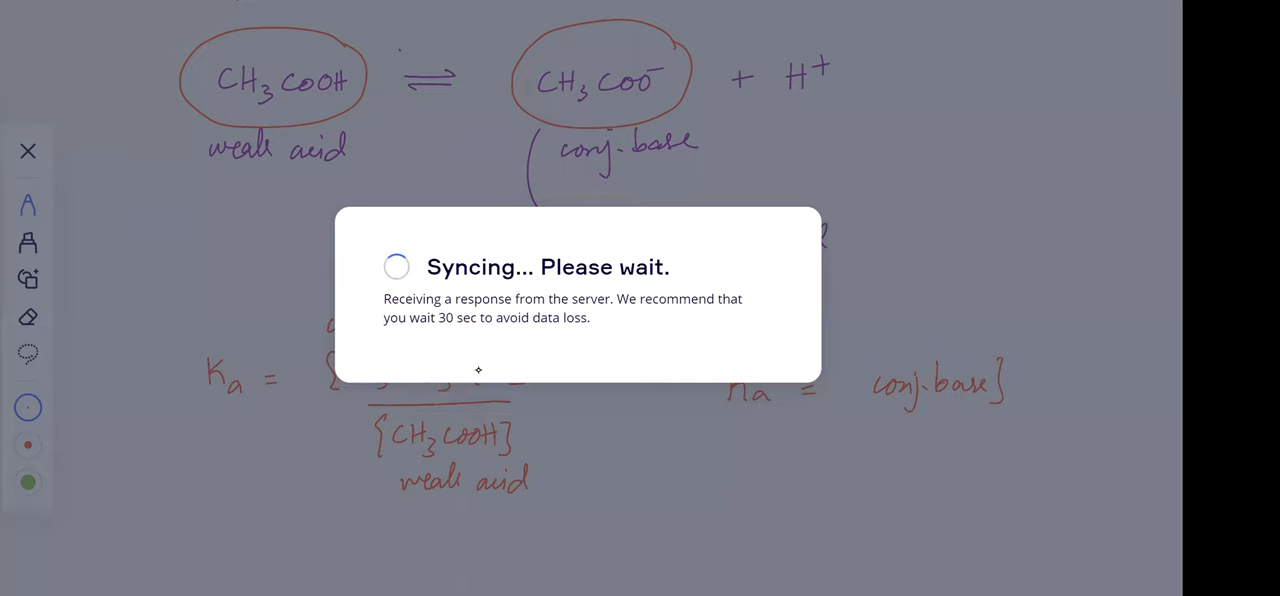 CH₃COOH ⇌ CH₃COO⁻ + H⁺
weak acid conj. base
Syncing... Please wait.
Receiving a response from the server. We recommend that
you wait 30 sec to avoid data loss.
Ka = Ka = conj. base]
[CH₃COOH]
weak acid